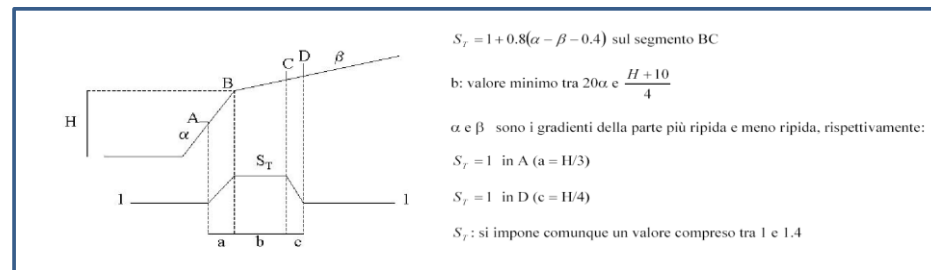 S_T = 1 + 0.8(α − β − 0.4) sul segmento BC
b: valore minimo tra 20α e (H + 10)/4
α e β sono i gradienti della parte più ripida e meno ripida, rispettivamente:
S_T = 1 in A (a = H/3)
S_T = 1 in D (c = H/4)
S_T : si impone comunque un valore compreso tra 1 e 1.4
C D β
B
H A
α
S_T
1 1
a b c